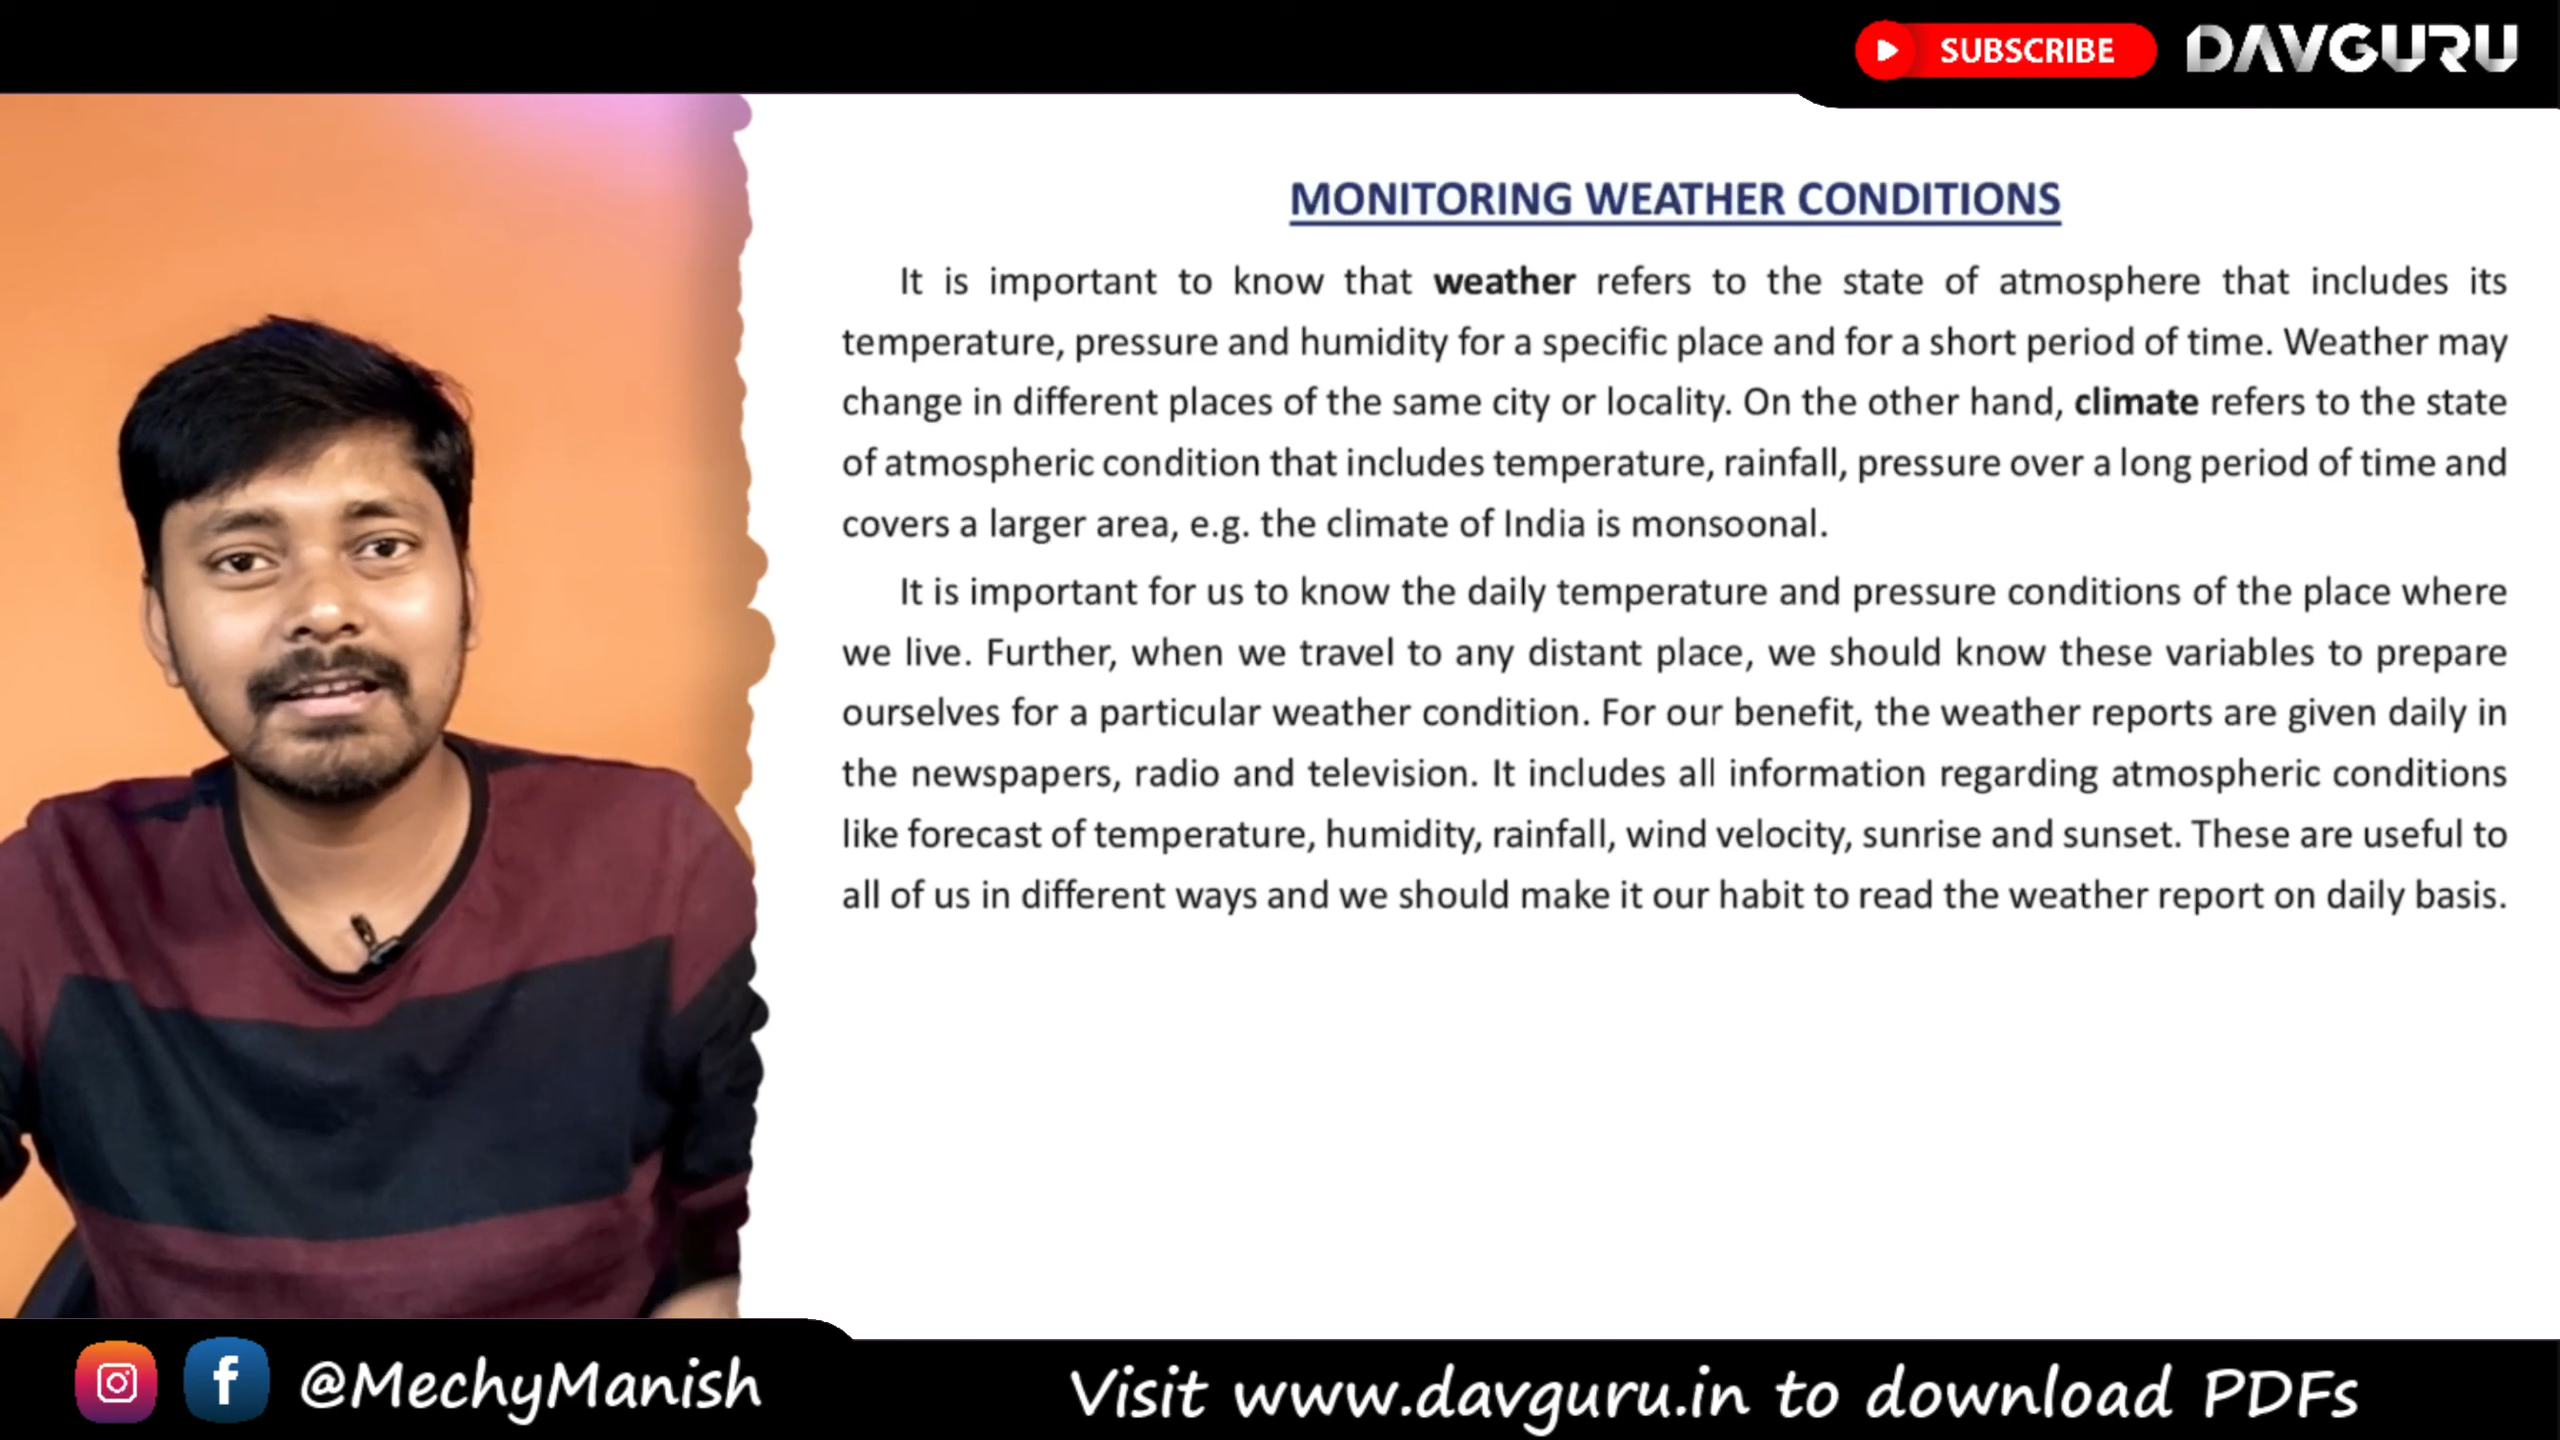 SUBSCRIBE DAVGURU
MONITORING WEATHER CONDITIONS
It is important to know that weather refers to the state of atmosphere that includes its
temperature, pressure and humidity for a specific place and for a short period of time. Weather may
change in different places of the same city or locality. On the other hand, climate refers to the state
of atmospheric condition that includes temperature, rainfall, pressure over a long period of time and
covers a larger area, e.g. the climate of India is monsoonal.
It is important for us to know the daily temperature and pressure conditions of the place where
we live. Further, when we travel to any distant place, we should know these variables to prepare
ourselves for a particular weather condition. For our benefit, the weather reports are given daily in
the newspapers, radio and television. It includes all information regarding atmospheric conditions
like forecast of temperature, humidity, rainfall, wind velocity, sunrise and sunset. These are useful to
all of us in different ways and we should make it our habit to read the weather report on daily basis.
@MechyManish
Visit www.davguru.in to download PDFs